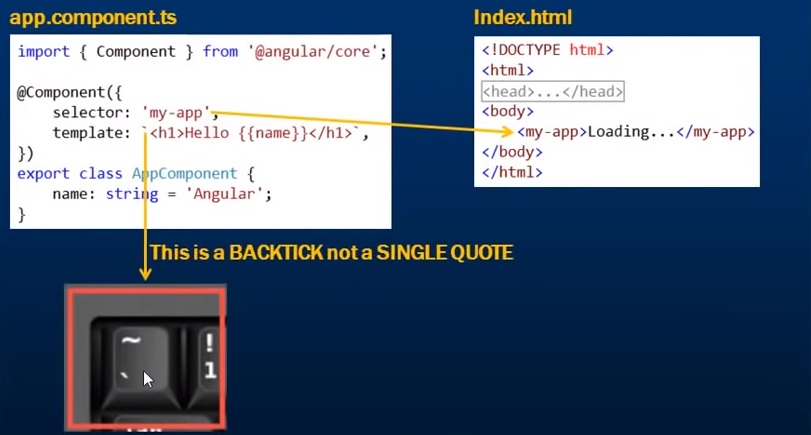 app.component.ts
import { Component } from '@angular/core';
@Component({
selector: 'my-app',
template: `<h1>Hello {{name}}</h1>`,
})
export class AppComponent {
name: string = 'Angular';
}
Index.html
<!DOCTYPE html>
<html>
<head>...</head>
<body>
<my-app>Loading...</my-app>
</body>
</html>
This is a BACKTICK not a SINGLE QUOTE
~ !
` 1